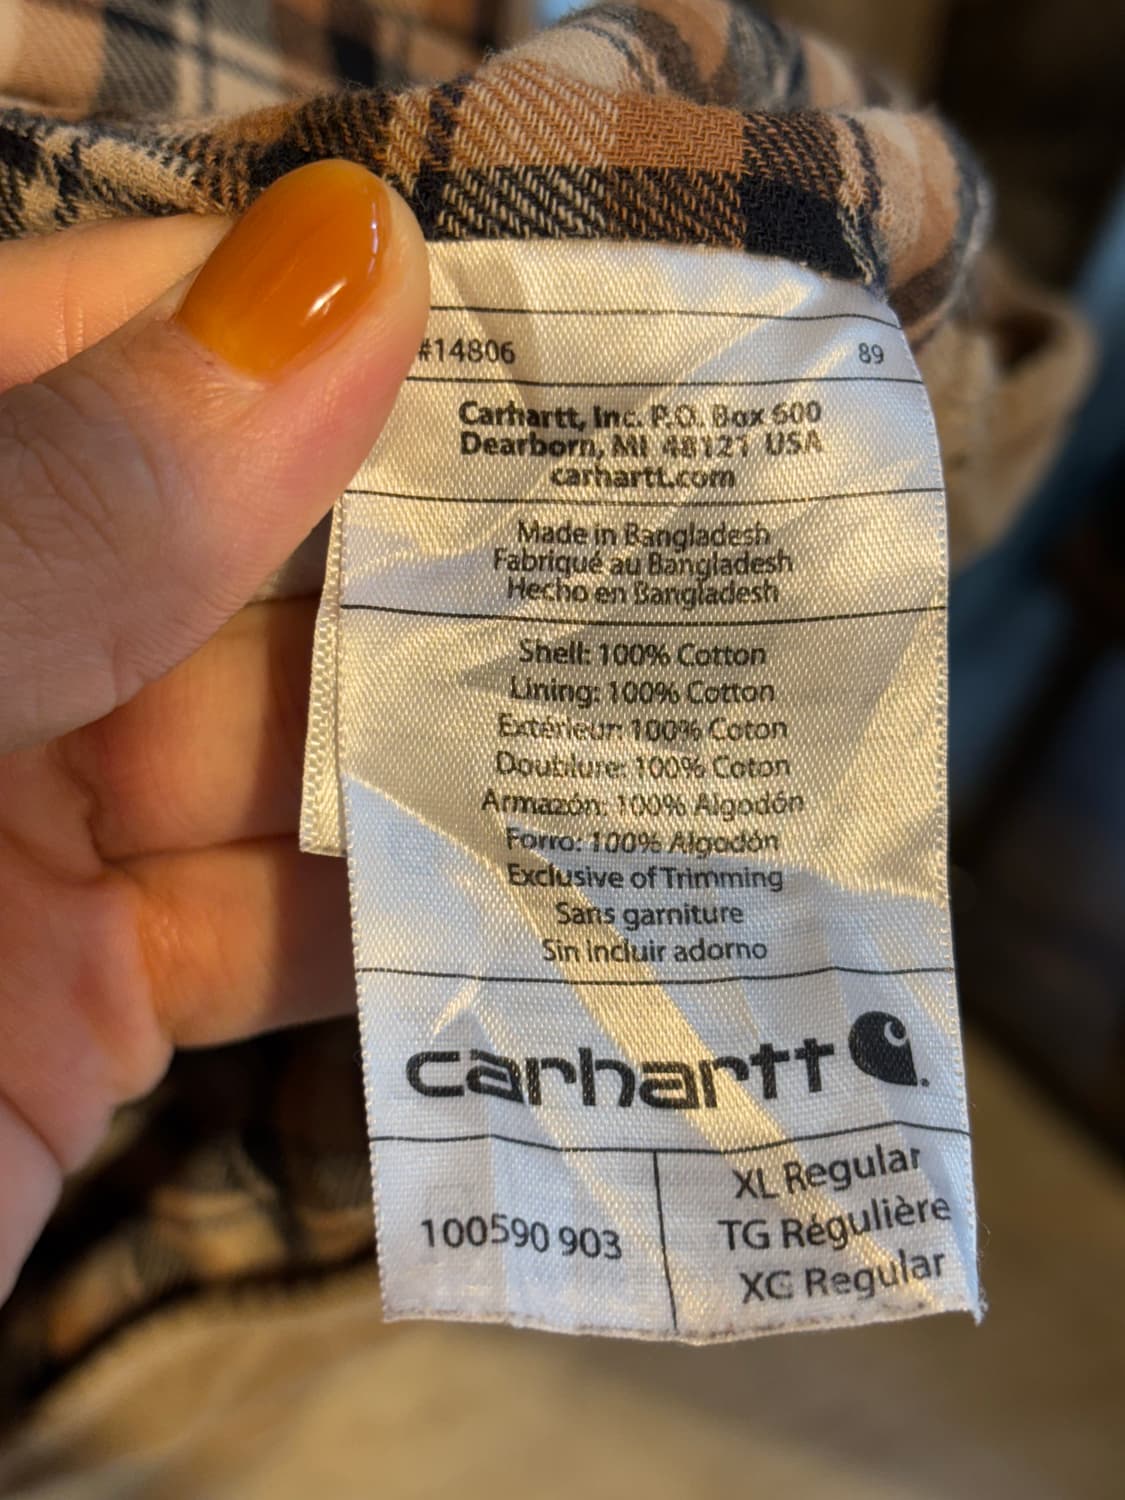 #14806 89
Carhartt, Inc. P.O. Box 600
Dearborn, MI 48121 USA
carhartt.com
Made in Bangladesh
Fabriqué au Bangladesh
Hecho en Bangladesh
Shell: 100% Cotton
Lining: 100% Cotton
Extérieur: 100% Coton
Doublure: 100% Coton
Armazón: 100% Algodón
Forro: 100% Algodón
Exclusive of Trimming
Sans garniture
Sin incluir adorno
carhartt
100590 903
XL Regular
TG Régulière
XG Regular